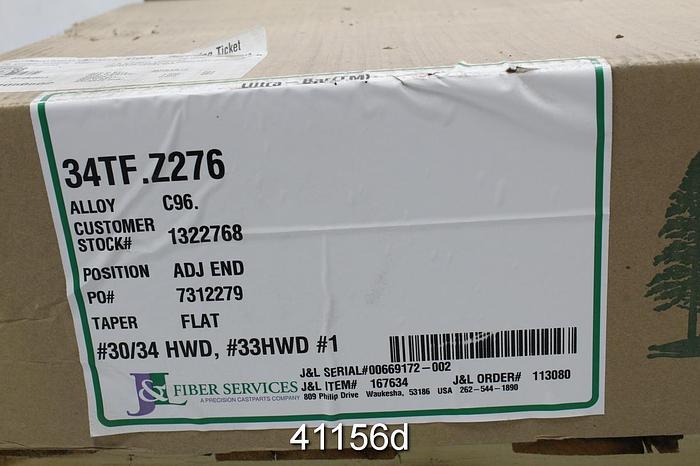 Ticket
Ultra-Bar(TM)
34TF.Z276
ALLOY C96.
CUSTOMER STOCK# 1322768
POSITION ADJ END
PO# 7312279
TAPER FLAT
#30/34 HWD, #33HWD #1
J&L SERIAL#00669172-002
J&L FIBER SERVICES
A PRECISION CASTPARTS COMPANY
J&L ITEM# 167634 J&L ORDER# 113080
809 Philip Drive Waukesha, 53186 USA 262-544-1890
41156d